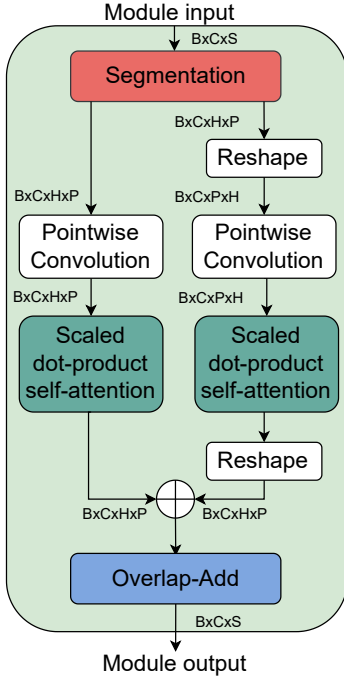 Module input
BxCxS
Segmentation
BxCxHxP
Reshape
BxCxHxP
BxCxPxH
Pointwise
Convolution
Pointwise
Convolution
BxCxHxP
BxCxPxH
Scaled
dot-product
self-attention
Scaled
dot-product
self-attention
Reshape
BxCxHxP
BxCxHxP
Overlap-Add
BxCxS
Module output